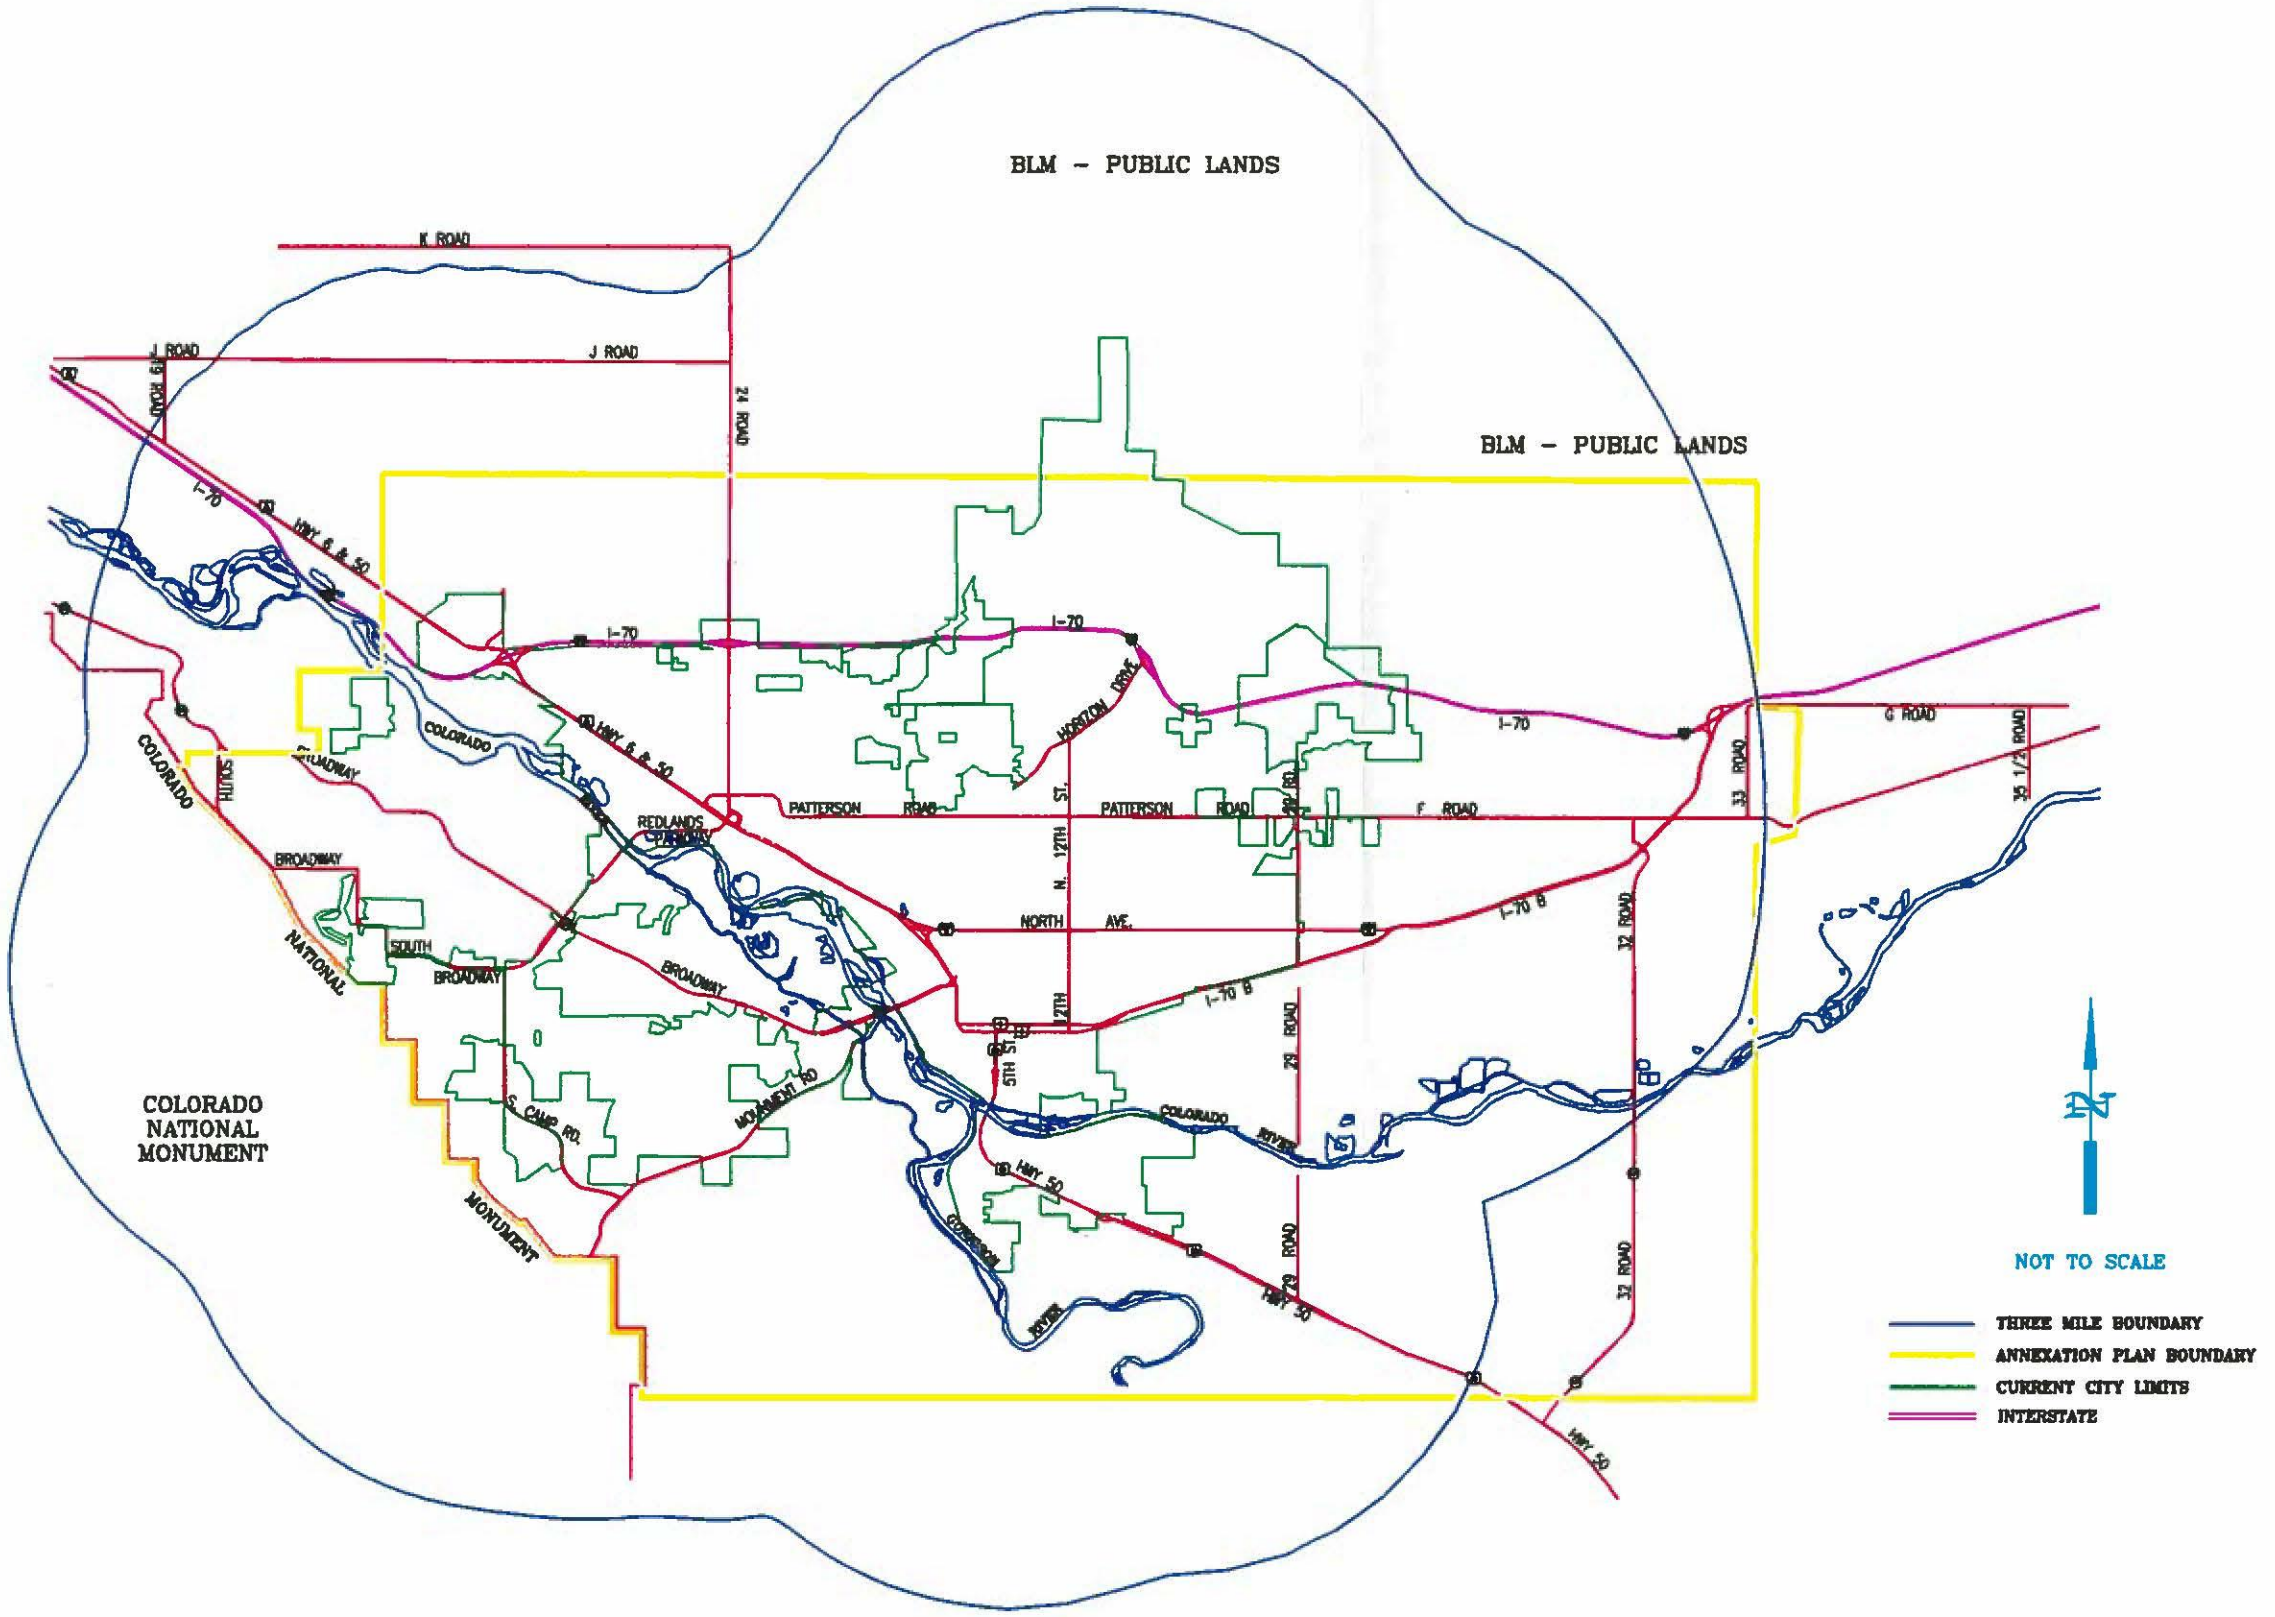 BLM - PUBLIC LANDS
K ROAD
J ROAD
J ROAD
19 ROAD
24 ROAD
BLM - PUBLIC LANDS
I-70
HWY 6 & 50
I-70
I-70
HORIZON DRIVE
I-70
G ROAD
33 ROAD
35 1/2 ROAD
COLORADO
SOUTH
BROADWAY
COLORADO
HWY 6 & 50
PATTERSON ROAD
PATTERSON ROAD
29 RD.
F ROAD
REDLANDS
PARKWAY
N. 12TH ST.
BROADWAY
NATIONAL
SOUTH
BROADWAY
BROADWAY
NORTH AVE.
I-70 B
32 ROAD
I-70 B
12TH
5TH ST
29 ROAD
COLORADO
NATIONAL
MONUMENT
S. CAMP RD.
MONUMENT RD
COLORADO
RIVER
HWY 50
MONUMENT
GUNNISON
RIVER
29 ROAD
HWY 50
32 ROAD
HWY 50
N
NOT TO SCALE
THREE MILE BOUNDARY
ANNEXATION PLAN BOUNDARY
CURRENT CITY LIMITS
INTERSTATE